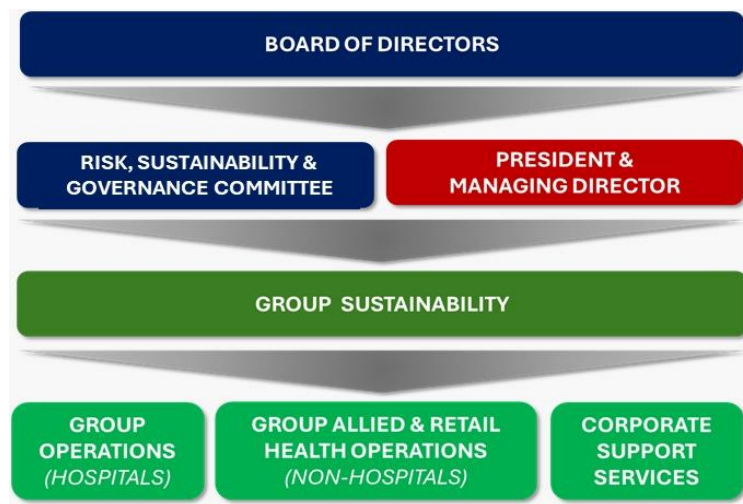 BOARD OF DIRECTORS
RISK, SUSTAINABILITY &
GOVERNANCE COMMITTEE
PRESIDENT &
MANAGING DIRECTOR
GROUP SUSTAINABILITY
GROUP
OPERATIONS
(HOSPITALS)
GROUP ALLIED & RETAIL
HEALTH OPERATIONS
(NON-HOSPITALS)
CORPORATE
SUPPORT
SERVICES